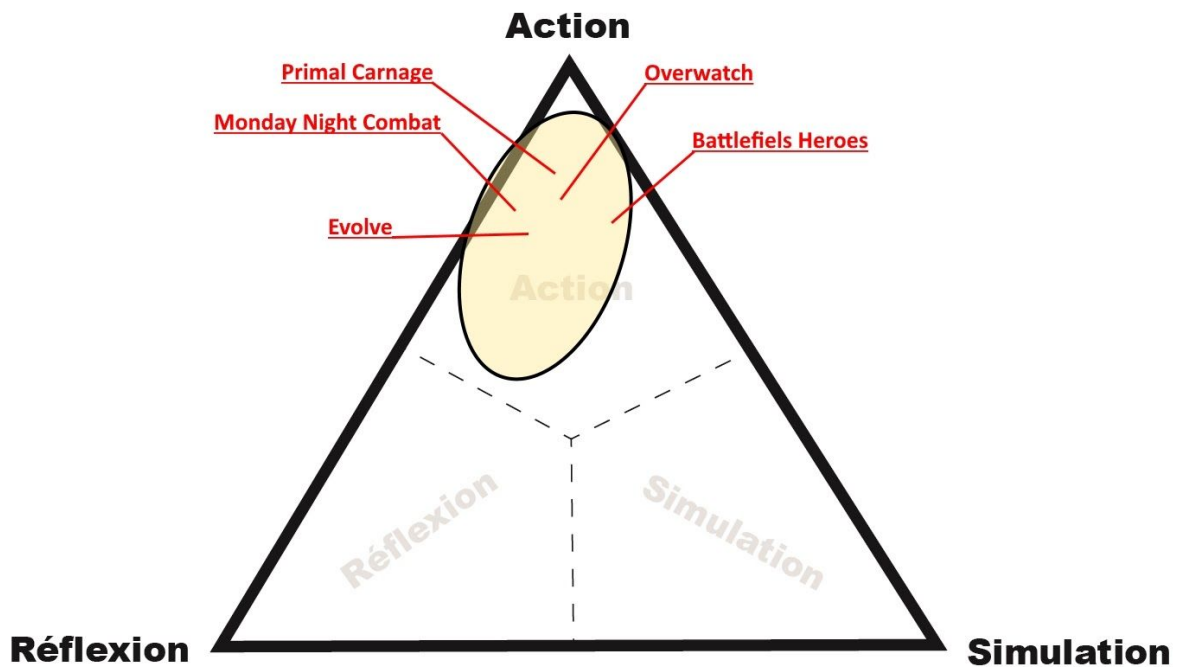 Action
Primal Carnage
Overwatch
Monday Night Combat
Battlefiels Heroes
Evolve
Action
Réflexion
Simulation
Réflexion
Simulation